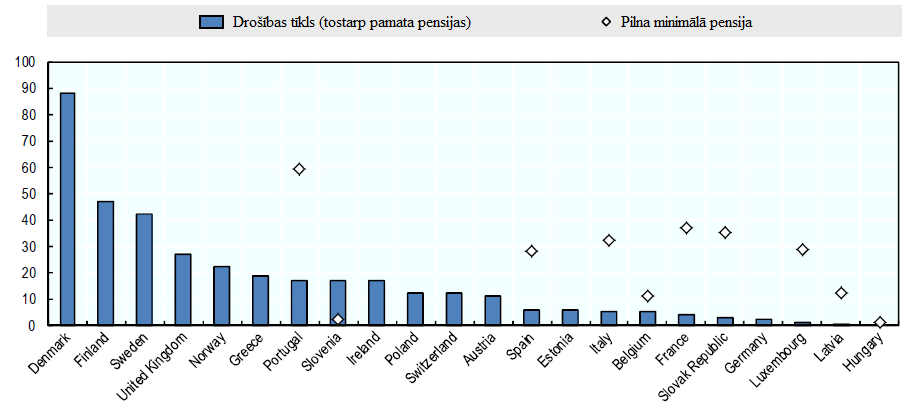 Drošības tīkls (tostarp pamata pensijas)
Pilna minimālā pensija
100
90
80
70
60
50
40
30
20
10
0
Denmark
Finland
Sweden
United Kingdom
Norway
Greece
Portugal
Slovenia
Ireland
Poland
Switzerland
Austria
Spain
Estonia
Italy
Belgium
France
Slovak Republic
Germany
Luxembourg
Latvia
Hungary